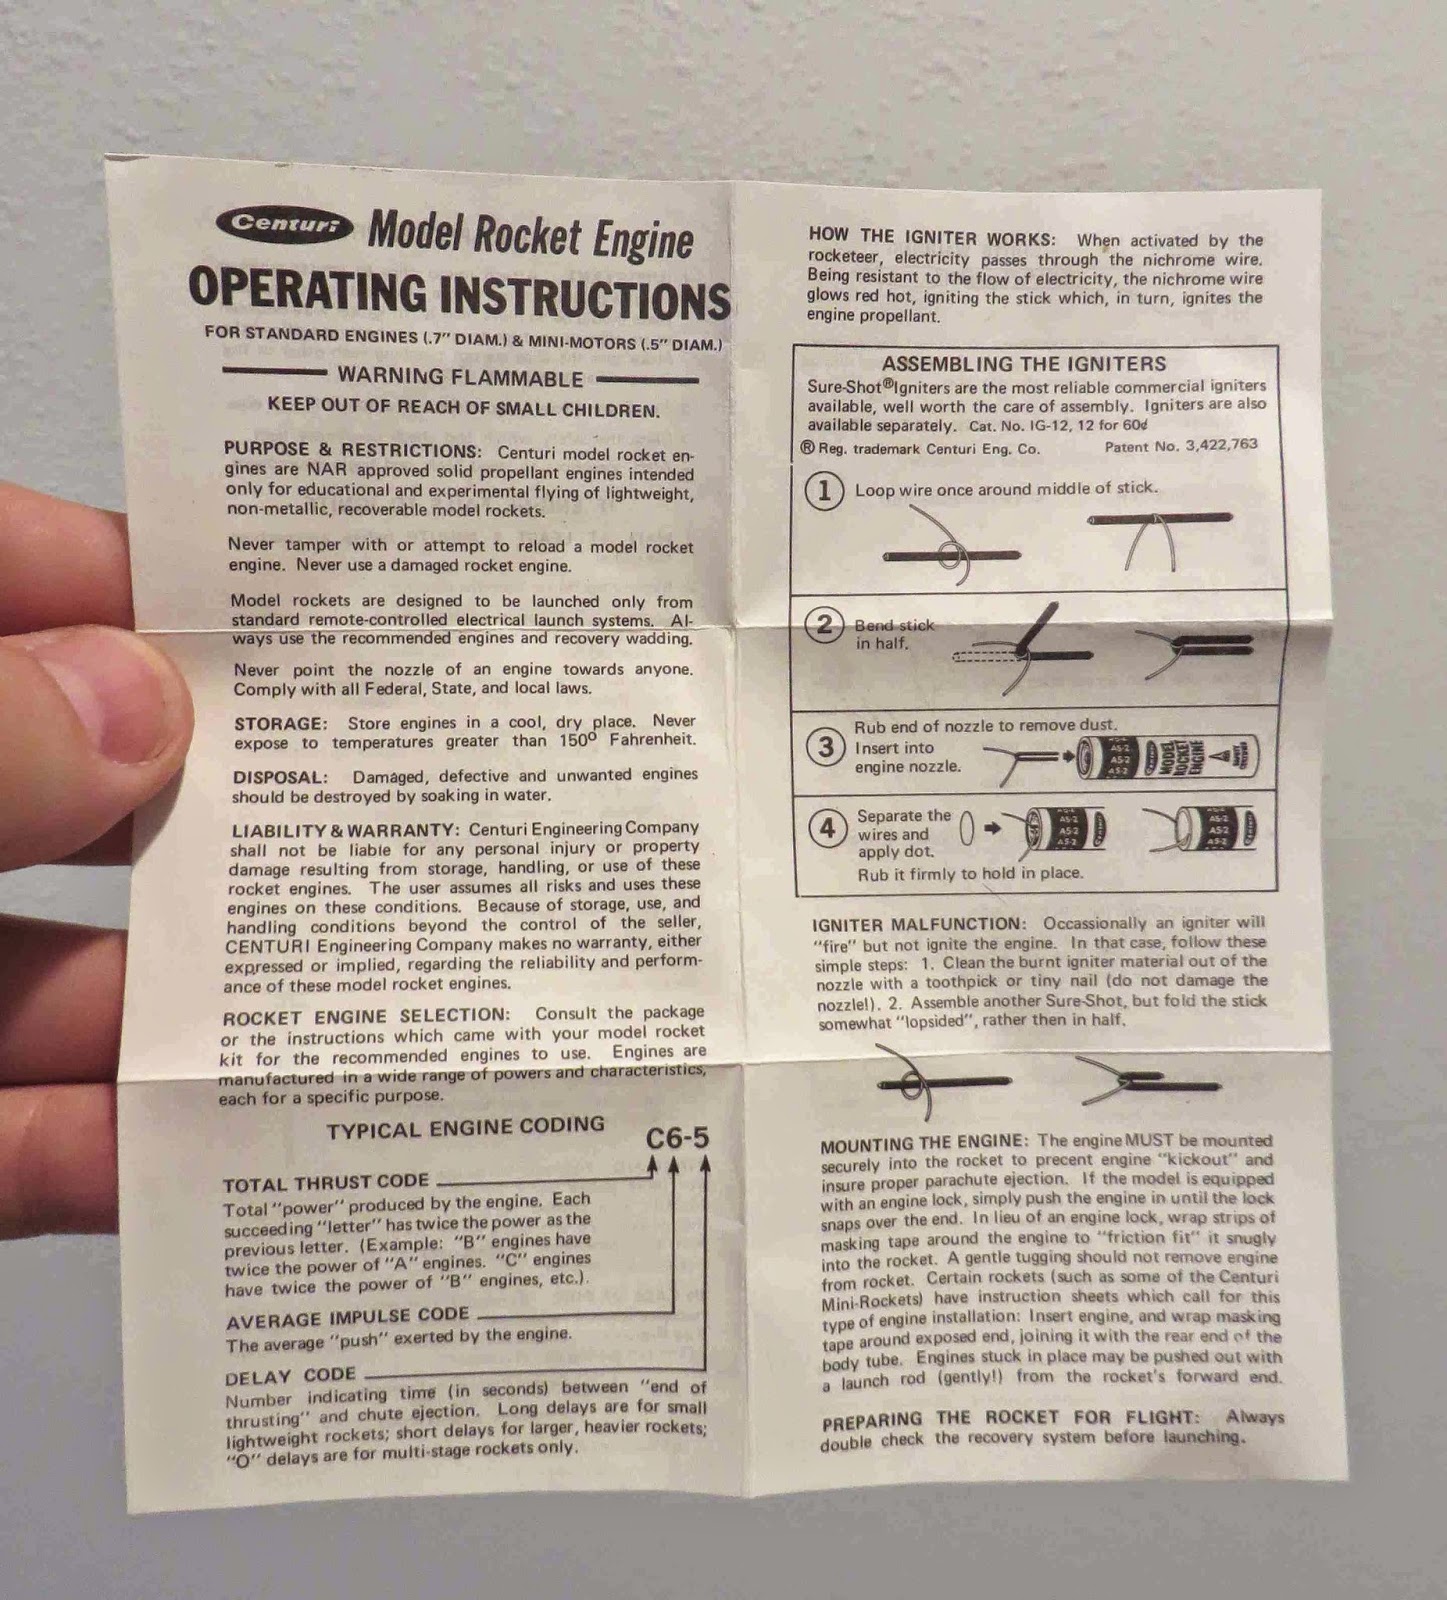 Centuri Model Rocket Engine
OPERATING INSTRUCTIONS
FOR STANDARD ENGINES (.7" DIAM.) & MINI-MOTORS (.5" DIAM.)
WARNING FLAMMABLE
KEEP OUT OF REACH OF SMALL CHILDREN.
PURPOSE & RESTRICTIONS: Centuri model rocket en-
gines are NAR approved solid propellant engines intended
only for educational and experimental flying of lightweight,
non-metallic, recoverable model rockets.
Never tamper with or attempt to reload a model rocket
engine. Never use a damaged rocket engine.
Model rockets are designed to be launched only from
standard remote-controlled electrical launch systems. Al-
ways use the recommended engines and recovery wadding.
Never point the nozzle of an engine towards anyone.
Comply with all Federal, State, and local laws.
STORAGE: Store engines in a cool, dry place. Never
expose to temperatures greater than 150º Fahrenheit.
DISPOSAL: Damaged, defective and unwanted engines
should be destroyed by soaking in water.
LIABILITY & WARRANTY: Centuri Engineering Company
shall not be liable for any personal injury or property
damage resulting from storage, handling, or use of these
rocket engines. The user assumes all risks and uses these
engines on these conditions. Because of storage, use, and
handling conditions beyond the control of the seller,
CENTURI Engineering Company makes no warranty, either
expressed or implied, regarding the reliability and perform-
ance of these model rocket engines.
ROCKET ENGINE SELECTION: Consult the package
or the instructions which came with your model rocket
kit for the recommended engines to use. Engines are
manufactured in a wide range of powers and characteristics,
each for a specific purpose.
TYPICAL ENGINE CODING C6-5
TOTAL THRUST CODE
Total "power" produced by the engine. Each
succeeding "letter" has twice the power as the
previous letter. (Example: "B" engines have
twice the power of "A" engines. "C" engines
have twice the power of "B" engines, etc.).
AVERAGE IMPULSE CODE
The average "push" exerted by the engine.
DELAY CODE
Number indicating time (in seconds) between "end of
thrusting" and chute ejection. Long delays are for small
lightweight rockets; short delays for larger, heavier rockets;
"O" delays are for multi-stage rockets only.
HOW THE IGNITER WORKS: When activated by the
rocketeer, electricity passes through the nichrome wire.
Being resistant to the flow of electricity, the nichrome wire
glows red hot, igniting the stick which, in turn, ignites the
engine propellant.
ASSEMBLING THE IGNITERS
Sure-Shot® Igniters are the most reliable commercial igniters
available, well worth the care of assembly. Igniters are also
available separately. Cat. No. IG-12, 12 for 60¢
® Reg. trademark Centuri Eng. Co. Patent No. 3,422,763
1 Loop wire once around middle of stick.
2 Bend stick
in half.
3 Rub end of nozzle to remove dust.
Insert into
engine nozzle.
A5-2
A5-2
A5-2
MODEL
ROCKET
ENGINE
4 Separate the
wires and
apply dot.
Rub it firmly to hold in place.
A5-2
A5-2
A5-2
Centuri
A5-2
A5-2
A5-2
Centuri
IGNITER MALFUNCTION: Occassionally an igniter will
"fire" but not ignite the engine. In that case, follow these
simple steps: 1. Clean the burnt igniter material out of the
nozzle with a toothpick or tiny nail (do not damage the
nozzle!). 2. Assemble another Sure-Shot, but fold the stick
somewhat "lopsided", rather then in half.
MOUNTING THE ENGINE: The engine MUST be mounted
securely into the rocket to precent engine "kickout" and
insure proper parachute ejection. If the model is equipped
with an engine lock, simply push the engine in until the lock
snaps over the end. In lieu of an engine lock, wrap strips of
masking tape around the engine to "friction fit" it snugly
into the rocket. A gentle tugging should not remove engine
from rocket. Certain rockets (such as some of the Centuri
Mini-Rockets) have instruction sheets which call for this
type of engine installation: Insert engine, and wrap masking
tape around exposed end, joining it with the rear end of the
body tube. Engines stuck in place may be pushed out with
a launch rod (gently!) from the rocket's forward end.
PREPARING THE ROCKET FOR FLIGHT: Always
double check the recovery system before launching.